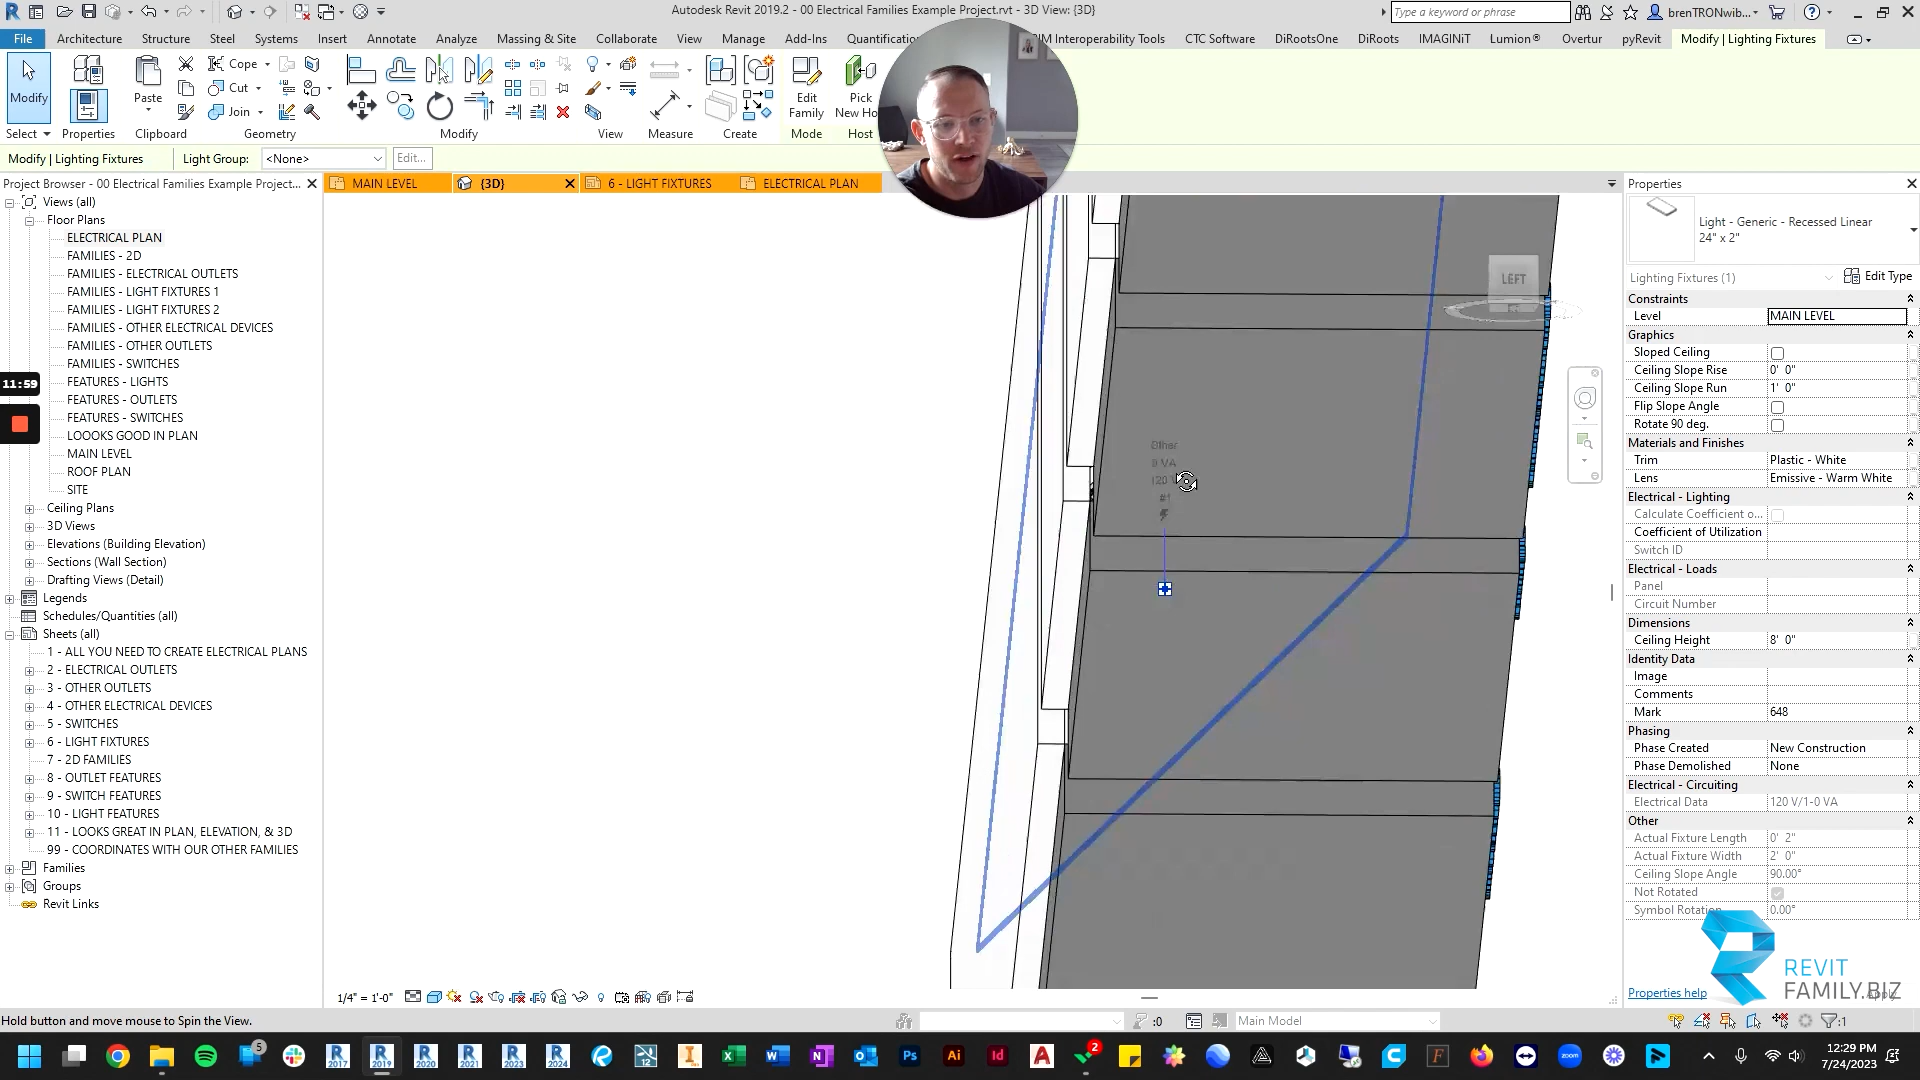 Autodesk Revit 2019.2 - 00 Electrical Families Example Project.rvt - 3D View: {3D}
Type a keyword or phrase
brenTRONwib...
File Architecture Structure Steel Systems Insert Annotate Analyze Massing & Site Collaborate View Manage Add-Ins Quantification IM Interoperability Tools CTC Software DiRootsOne DiRoots IMAGINiT Lumion® Overtur pyRevit Modify | Lighting Fixtures
Modify
Paste
Cope
Cut
Join
Edit Family
Pick New Ho
Select Properties Clipboard Geometry Modify View Measure Create Mode Host
Modify | Lighting Fixtures Light Group: <None> Edit...
Project Browser - 00 Electrical Families Example Project...
MAIN LEVEL {3D} 6 - LIGHT FIXTURES ELECTRICAL PLAN
Views (all)
Floor Plans
ELECTRICAL PLAN
FAMILIES - 2D
FAMILIES - ELECTRICAL OUTLETS
FAMILIES - LIGHT FIXTURES 1
FAMILIES - LIGHT FIXTURES 2
FAMILIES - OTHER ELECTRICAL DEVICES
FAMILIES - OTHER OUTLETS
FAMILIES - SWITCHES
FEATURES - LIGHTS
FEATURES - OUTLETS
FEATURES - SWITCHES
LOOOKS GOOD IN PLAN
MAIN LEVEL
ROOF PLAN
SITE
Ceiling Plans
3D Views
Elevations (Building Elevation)
Sections (Wall Section)
Drafting Views (Detail)
Legends
Schedules/Quantities (all)
Sheets (all)
1 - ALL YOU NEED TO CREATE ELECTRICAL PLANS
2 - ELECTRICAL OUTLETS
3 - OTHER OUTLETS
4 - OTHER ELECTRICAL DEVICES
5 - SWITCHES
6 - LIGHT FIXTURES
7 - 2D FAMILIES
8 - OUTLET FEATURES
9 - SWITCH FEATURES
10 - LIGHT FEATURES
11 - LOOKS GREAT IN PLAN, ELEVATION, & 3D
99 - COORDINATES WITH OUR OTHER FAMILIES
Families
Groups
Revit Links
11:59
Other
VA
120 V
#1
LEFT
Properties
Light - Generic - Recessed Linear
24" x 2"
Lighting Fixtures (1) Edit Type
Constraints
Level MAIN LEVEL
Graphics
Sloped Ceiling
Ceiling Slope Rise 0' 0"
Ceiling Slope Run 1' 0"
Flip Slope Angle
Rotate 90 deg.
Materials and Finishes
Trim Plastic - White
Lens Emissive - Warm White
Electrical - Lighting
Calculate Coefficient o...
Coefficient of Utilization
Switch ID
Electrical - Loads
Panel
Circuit Number
Dimensions
Ceiling Height 8' 0"
Identity Data
Image
Comments
Mark 648
Phasing
Phase Created New Construction
Phase Demolished None
Electrical - Circuiting
Electrical Data 120 V/1-0 VA
Other
Actual Fixture Length 0' 2"
Actual Fixture Width 2' 0"
Ceiling Slope Angle 90.00°
Not Rotated
Symbol Rotation 0.00°
REVIT
FAMILY.BIZ
Properties help
1/4" = 1'-0"
Hold button and move mouse to Spin the View.
:0
Main Model
:1
5
2017
2019
2020
2021
2023
2024
2
zoom
12:29 PM
7/24/2023